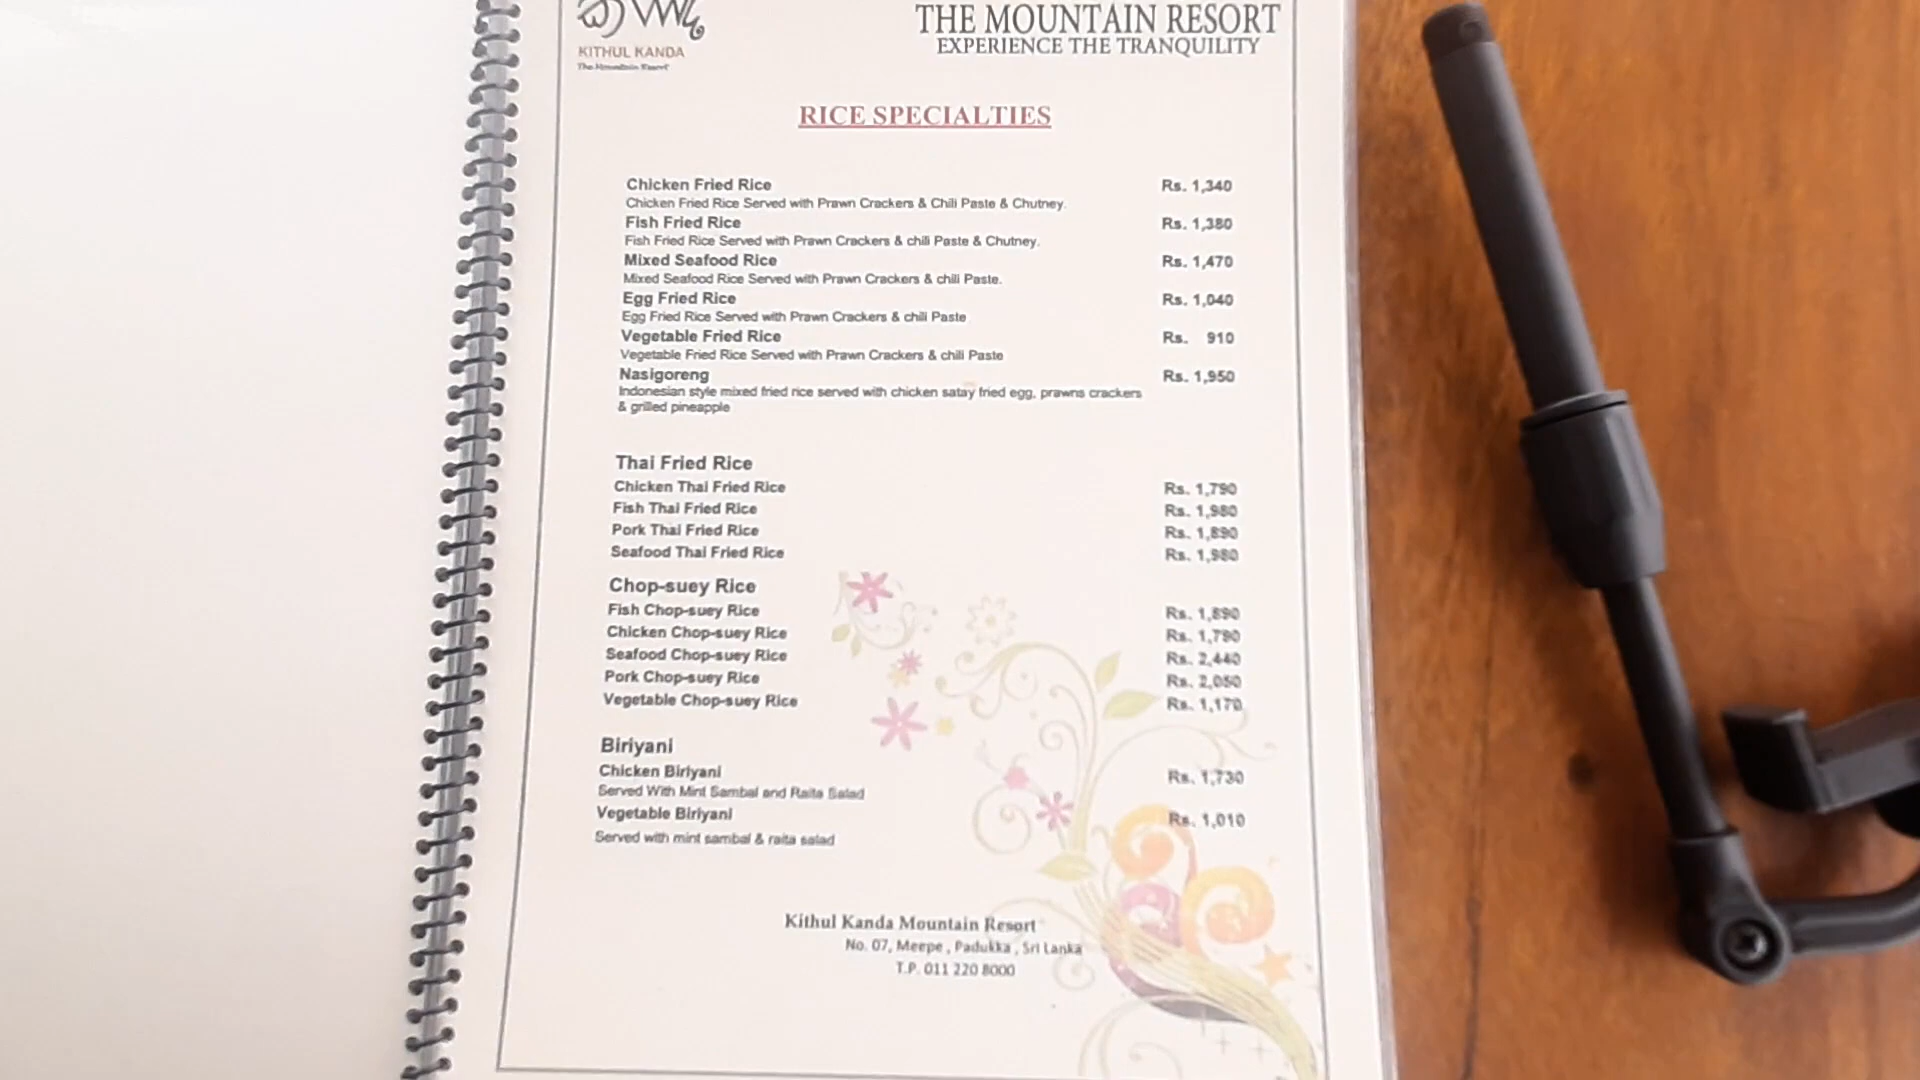 KITHUL KANDA
The Mountain Resort
THE MOUNTAIN RESORT
EXPERIENCE THE TRANQUILITY
RICE SPECIALTIES
Chicken Fried Rice Rs. 1,340
Chicken Fried Rice Served with Prawn Crackers & Chili Paste & Chutney.
Fish Fried Rice Rs. 1,380
Fish Fried Rice Served with Prawn Crackers & chili Paste & Chutney.
Mixed Seafood Rice Rs. 1,470
Mixed Seafood Rice Served with Prawn Crackers & chili Paste.
Egg Fried Rice Rs. 1,040
Egg Fried Rice Served with Prawn Crackers & chili Paste
Vegetable Fried Rice Rs. 910
Vegetable Fried Rice Served with Prawn Crackers & chili Paste
Nasigoreng Rs. 1,950
Indonesian style mixed fried rice served with chicken satay fried egg, prawns crackers
& grilled pineapple
Thai Fried Rice
Chicken Thai Fried Rice Rs. 1,790
Fish Thai Fried Rice Rs. 1,980
Pork Thai Fried Rice Rs. 1,890
Seafood Thai Fried Rice Rs. 1,980
Chop-suey Rice
Fish Chop-suey Rice Rs. 1,890
Chicken Chop-suey Rice Rs. 1,790
Seafood Chop-suey Rice Rs. 2,440
Pork Chop-suey Rice Rs. 2,050
Vegetable Chop-suey Rice Rs. 1,170
Biriyani
Chicken Biriyani Rs. 1,730
Served With Mint Sambal and Raita Salad
Vegetable Biriyani Rs. 1,010
Served with mint sambal & raita salad
Kithul Kanda Mountain Resort
No. 07, Meepe , Padukka , Sri Lanka
T.P. 011 220 8000